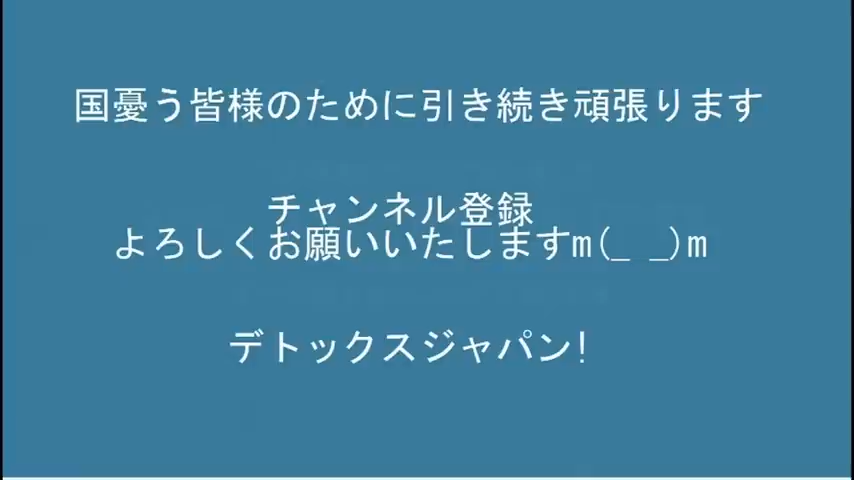 国憂う皆様のために引き続き頑張ります
チャンネル登録
よろしくお願いいたしますm(_ _)m
デトックスジャパン!